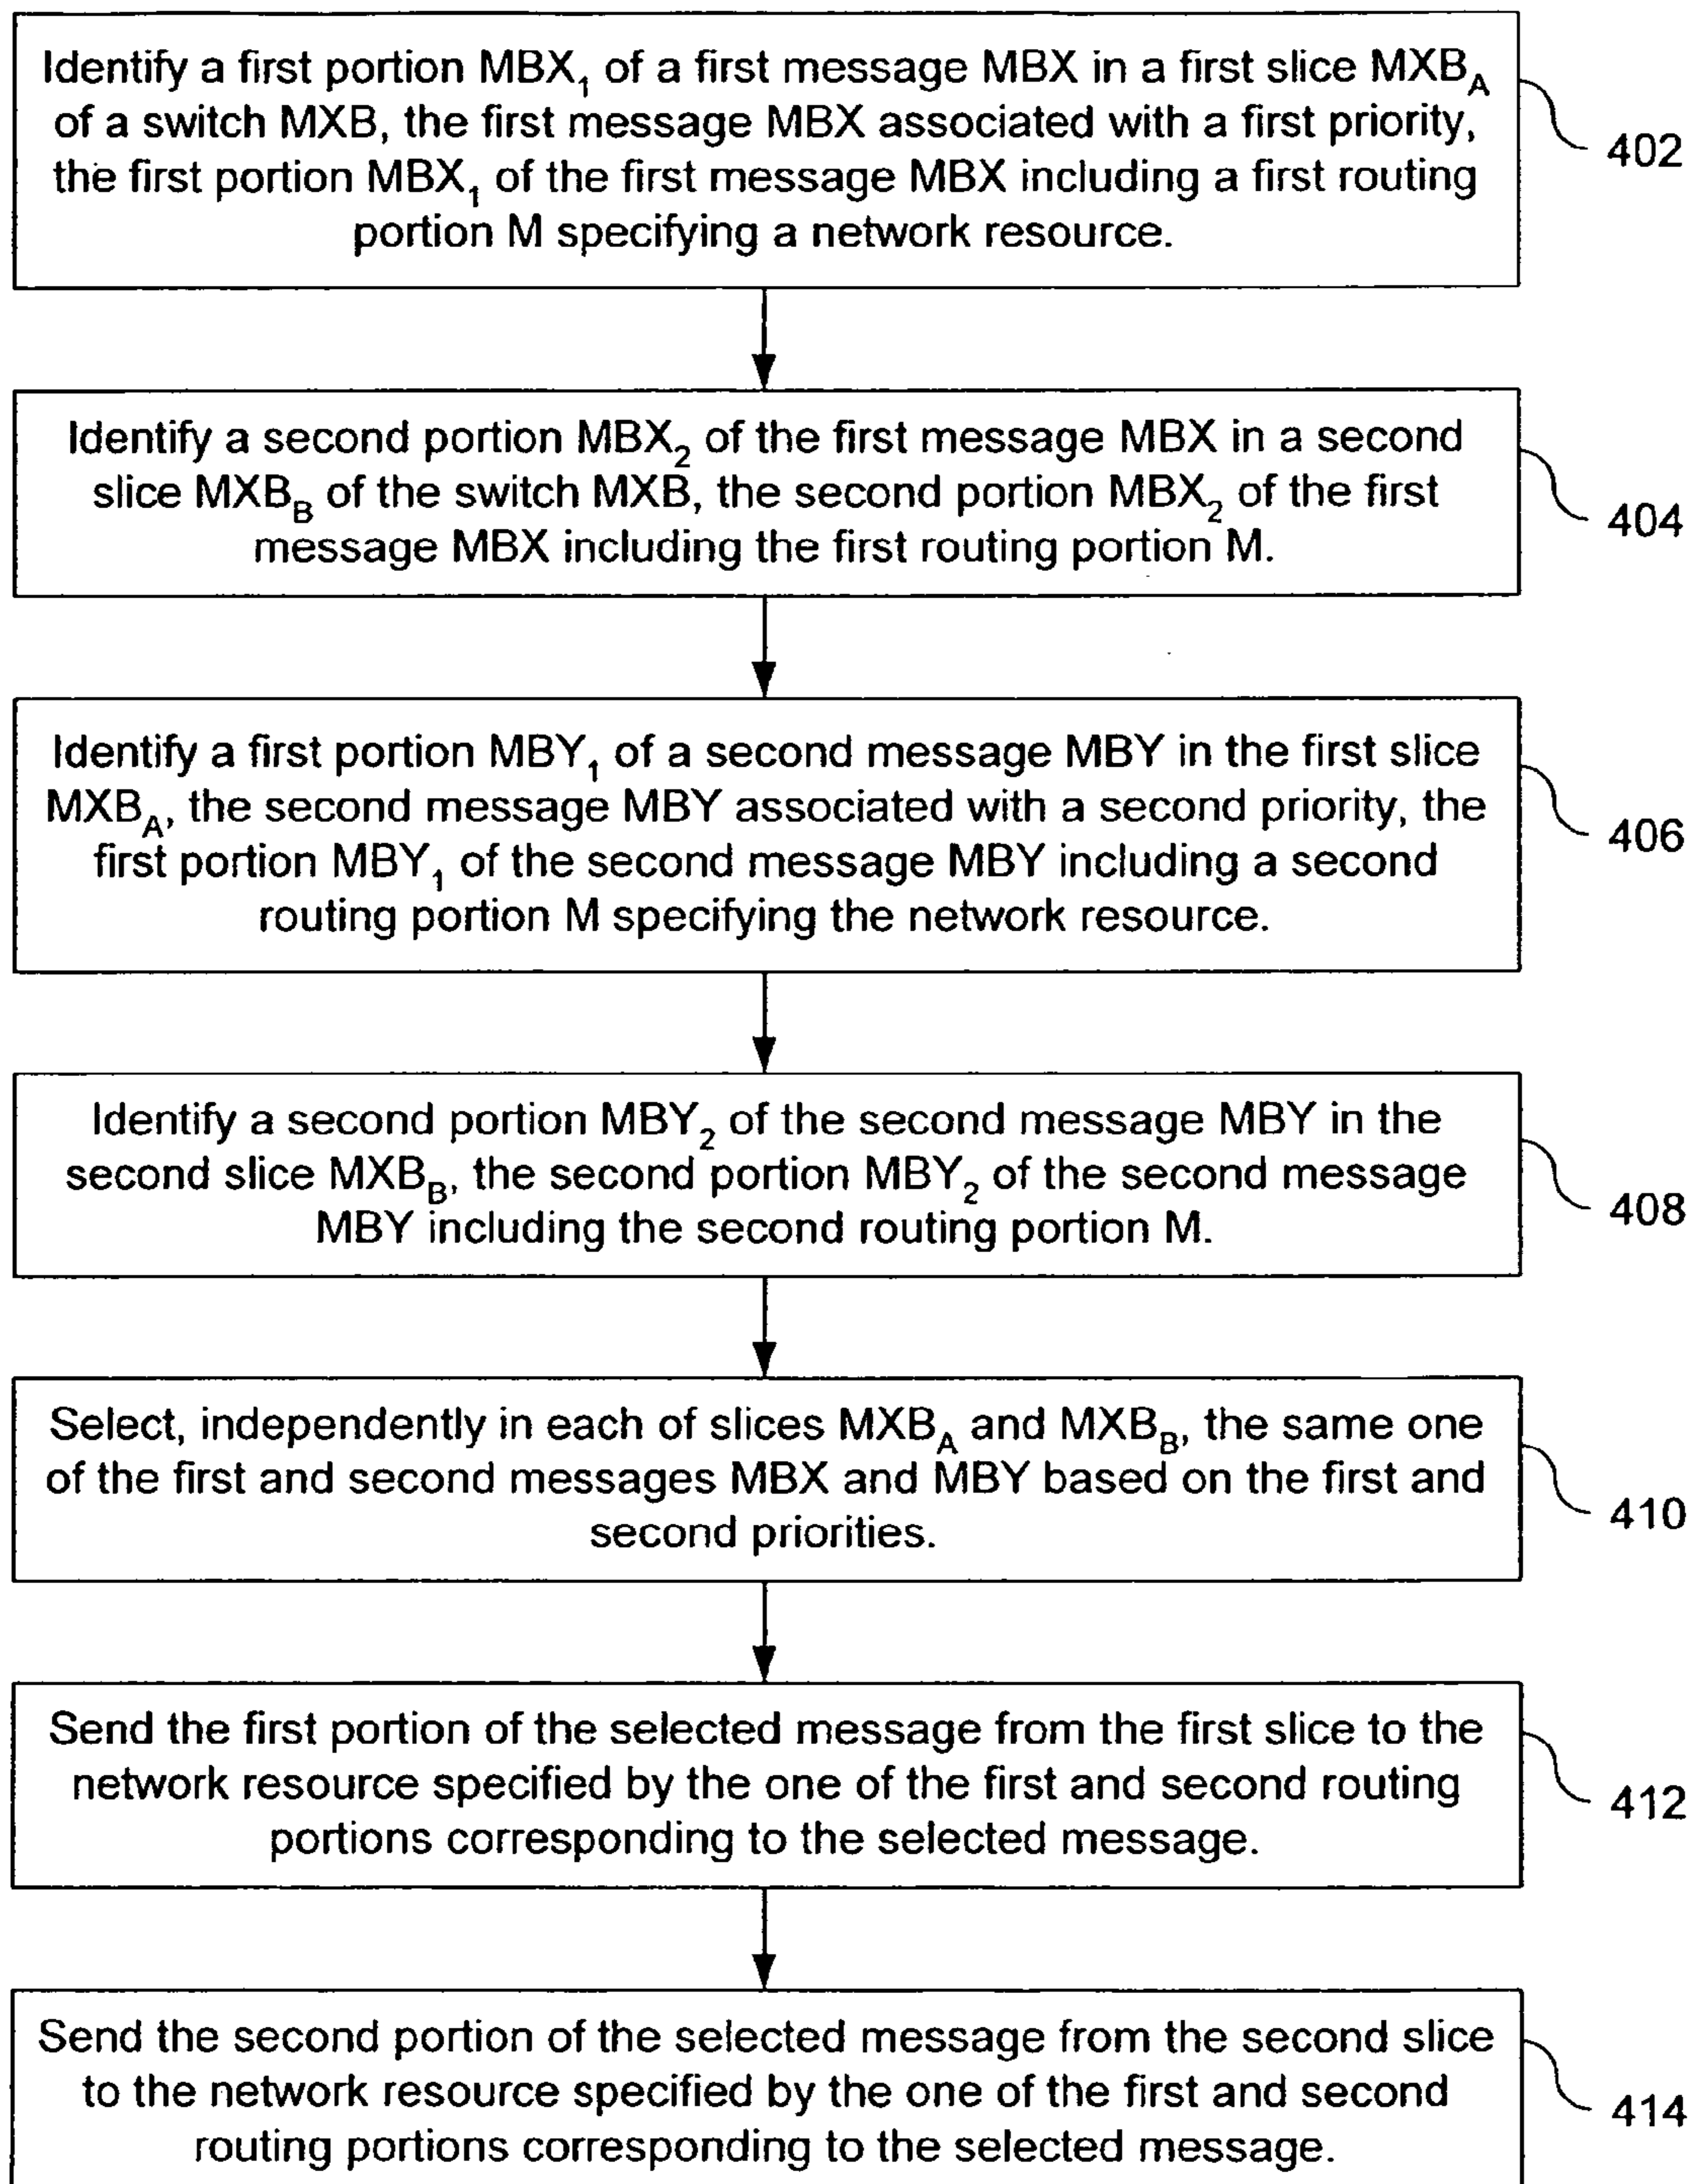 Identify a first portion MBX₁ of a first message MBX in a first slice MXB_A
of a switch MXB, the first message MBX associated with a first priority,
the first portion MBX₁ of the first message MBX including a first routing
portion M specifying a network resource.
402
Identify a second portion MBX₂ of the first message MBX in a second
slice MXB_B of the switch MXB, the second portion MBX₂ of the first
message MBX including the first routing portion M.
404
Identify a first portion MBY₁ of a second message MBY in the first slice
MXB_A, the second message MBY associated with a second priority, the
first portion MBY₁ of the second message MBY including a second
routing portion M specifying the network resource.
406
Identify a second portion MBY₂ of the second message MBY in the
second slice MXB_B, the second portion MBY₂ of the second message
MBY including the second routing portion M.
408
Select, independently in each of slices MXB_A and MXB_B, the same one
of the first and second messages MBX and MBY based on the first and
second priorities.
410
Send the first portion of the selected message from the first slice to the
network resource specified by the one of the first and second routing
portions corresponding to the selected message.
412
Send the second portion of the selected message from the second slice
to the network resource specified by the one of the first and second
routing portions corresponding to the selected message.
414